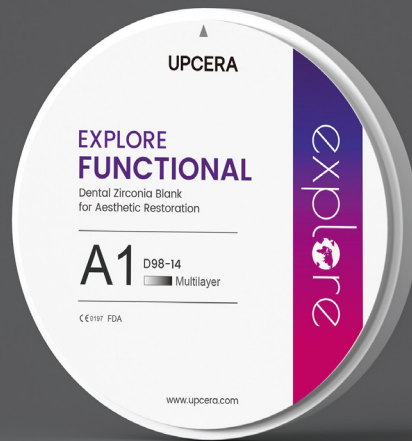 UPCERA
EXPLORE
FUNCTIONAL
Dental Zirconia Blank
for Aesthetic Restoration
A1
D98-14
Multilayer
CE0197 FDA
www.upcera.com
explore